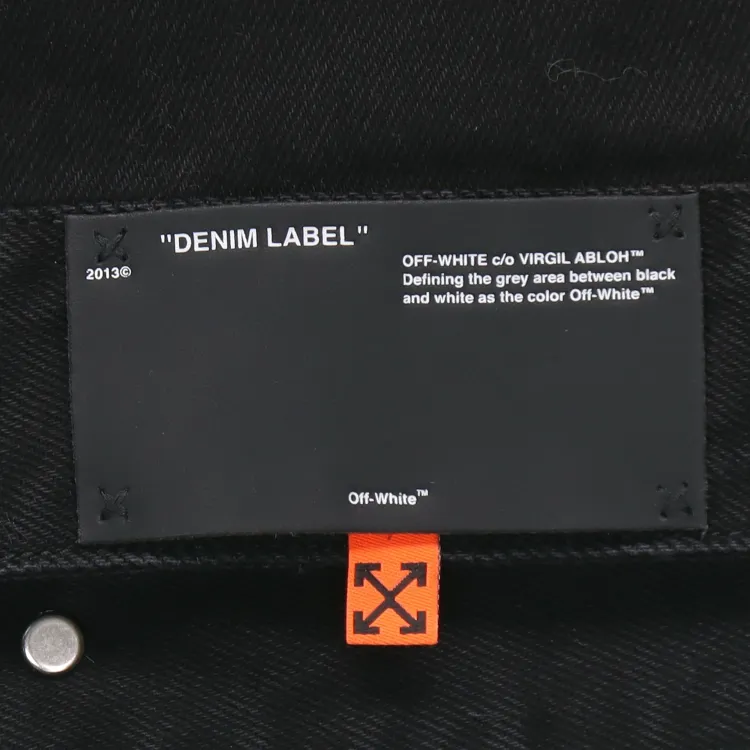 "DENIM LABEL"
2013©
OFF-WHITE c/o VIRGIL ABLOH™
Defining the grey area between black
and white as the color Off-White™
Off-White™